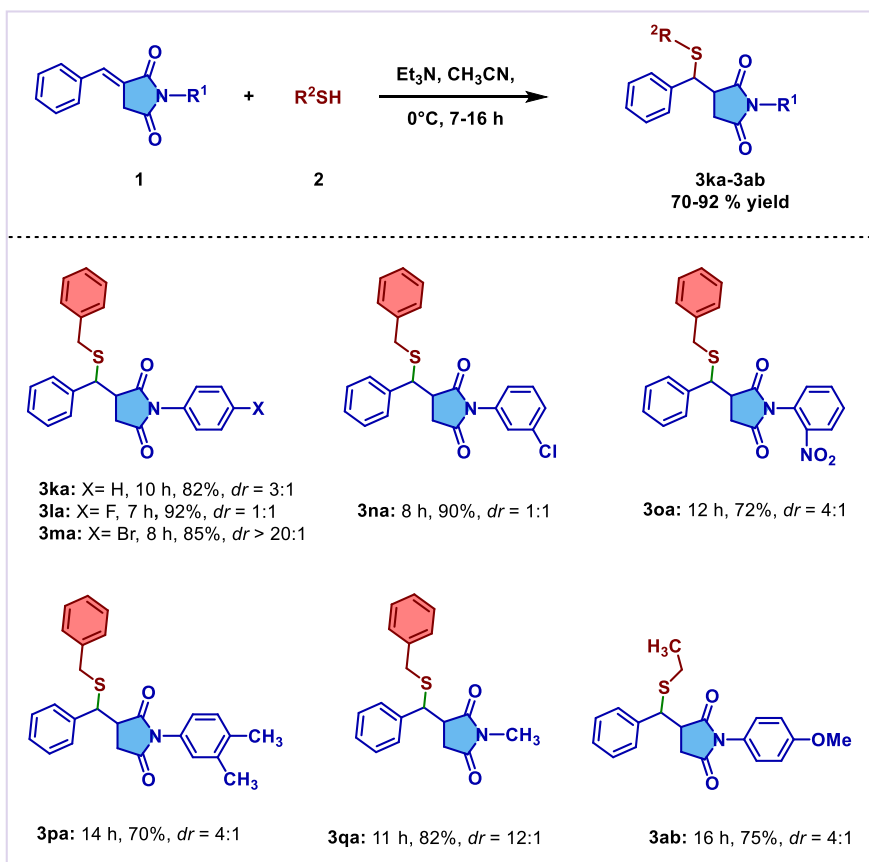 O
N–R¹
O
1
+
R²SH
2
Et₃N, CH₃CN,
0°C, 7-16 h
²R
S
O
N–R¹
O
3ka-3ab
70-92 % yield
S
O
N
O
X
3ka: X= H, 10 h, 82%, dr = 3:1
3la: X= F, 7 h, 92%, dr = 1:1
3ma: X= Br, 8 h, 85%, dr > 20:1
S
O
N
O
Cl
3na: 8 h, 90%, dr = 1:1
S
O
N
O
NO₂
3oa: 12 h, 72%, dr = 4:1
S
O
N
O
CH₃
CH₃
3pa: 14 h, 70%, dr = 4:1
S
O
N–CH₃
O
3qa: 11 h, 82%, dr = 12:1
H₃C
S
O
N
O
OMe
3ab: 16 h, 75%, dr = 4:1